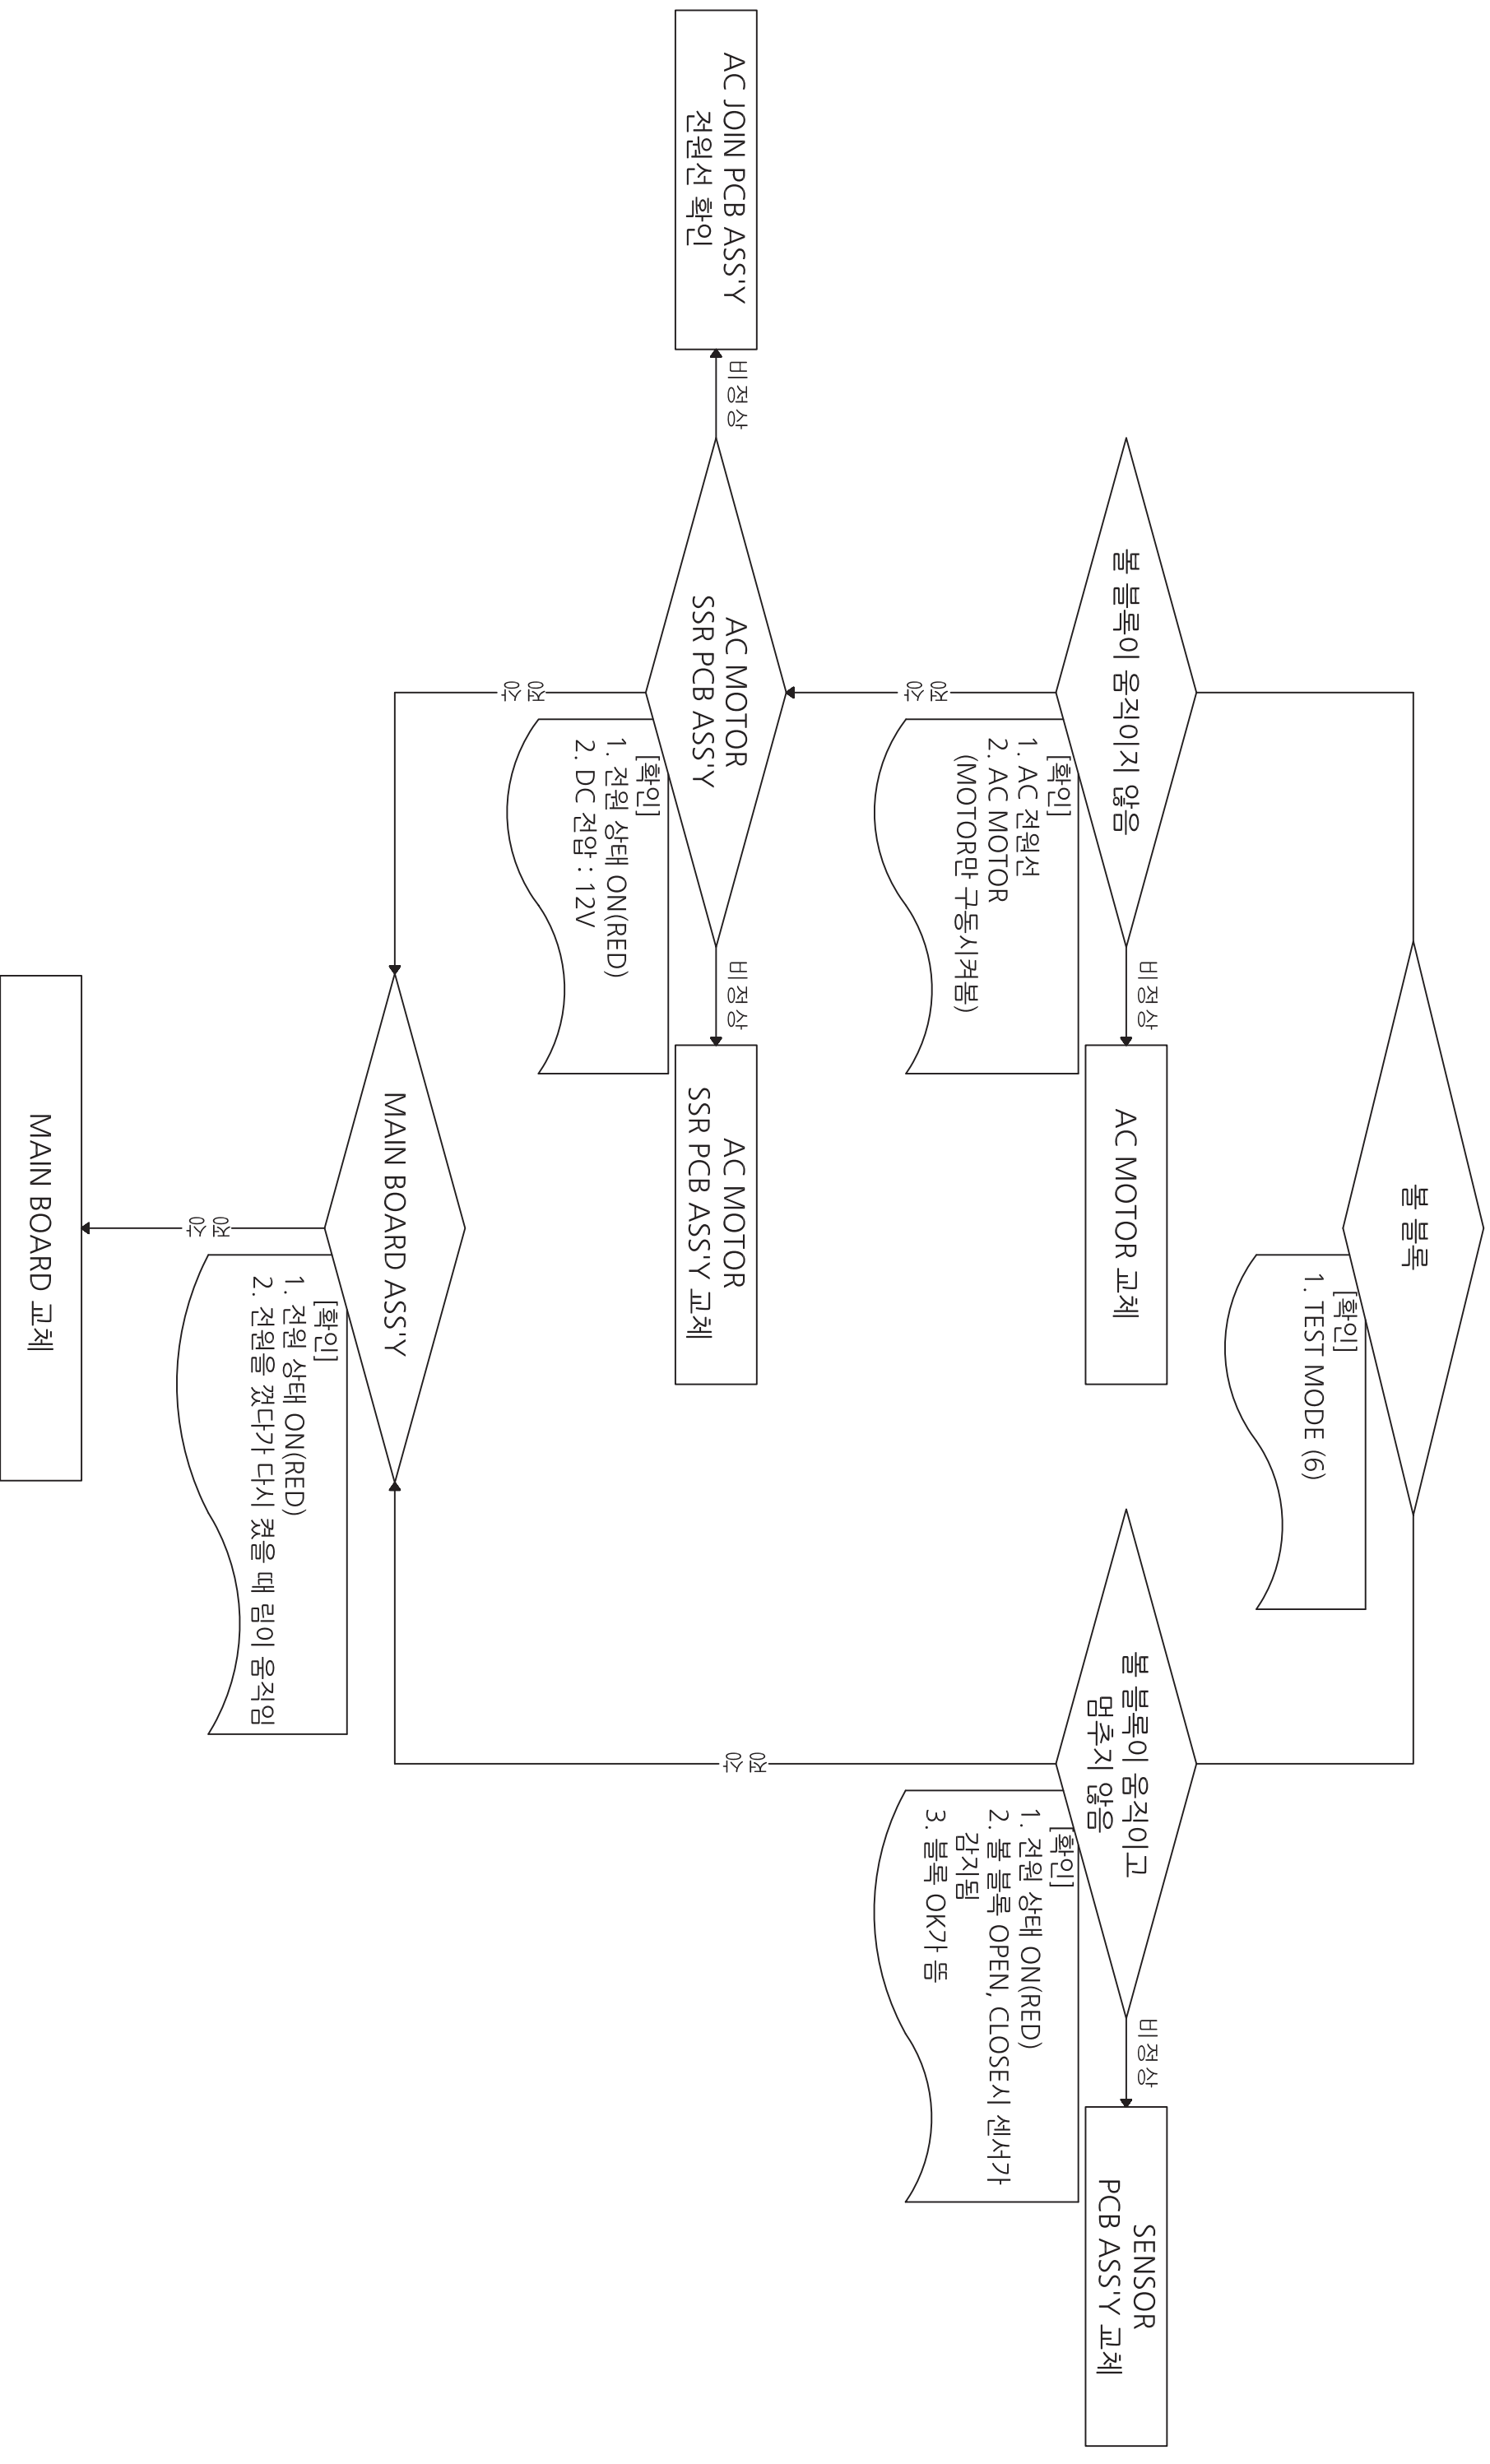 볼 블록
[확인]
1. TEST MODE (6)
볼 블록이 움직이지 않음
비정상
AC MOTOR 교체
[확인]
1. AC 전원선
2. AC MOTOR
(MOTOR만 구동시켜봄)
정상
볼 블록이 움직이고
멈추지 않음
비정상
SENSOR
PCB ASS'Y 교체
[확인]
1. 전원 상태 ON(RED)
2. 볼 블록 OPEN, CLOSE시 센서가
감지됨
3. 블록 OK가 뜸
정상
AC JOIN PCB ASS'Y
전원선 확인
비정상
AC MOTOR
SSR PCB ASS'Y
비정상
AC MOTOR
SSR PCB ASS'Y 교체
[확인]
1. 전원 상태 ON(RED)
2. DC 전압 : 12V
정상
MAIN BOARD ASS'Y
[확인]
1. 전원 상태 ON(RED)
2. 전원을 껐다가 다시 켰을 때 림이 움직임
정상
MAIN BOARD 교체